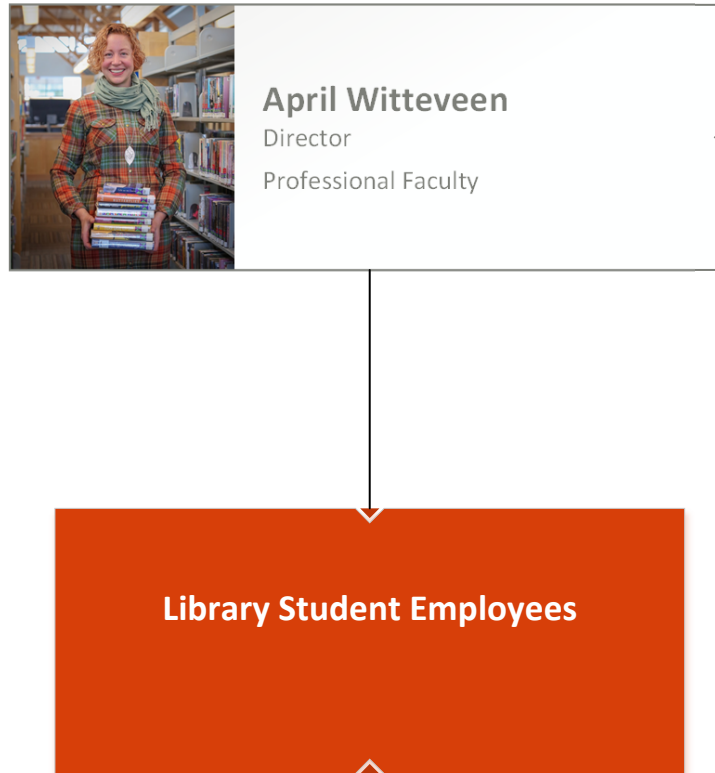 April Witteveen
Director
Professional Faculty
Library Student Employees